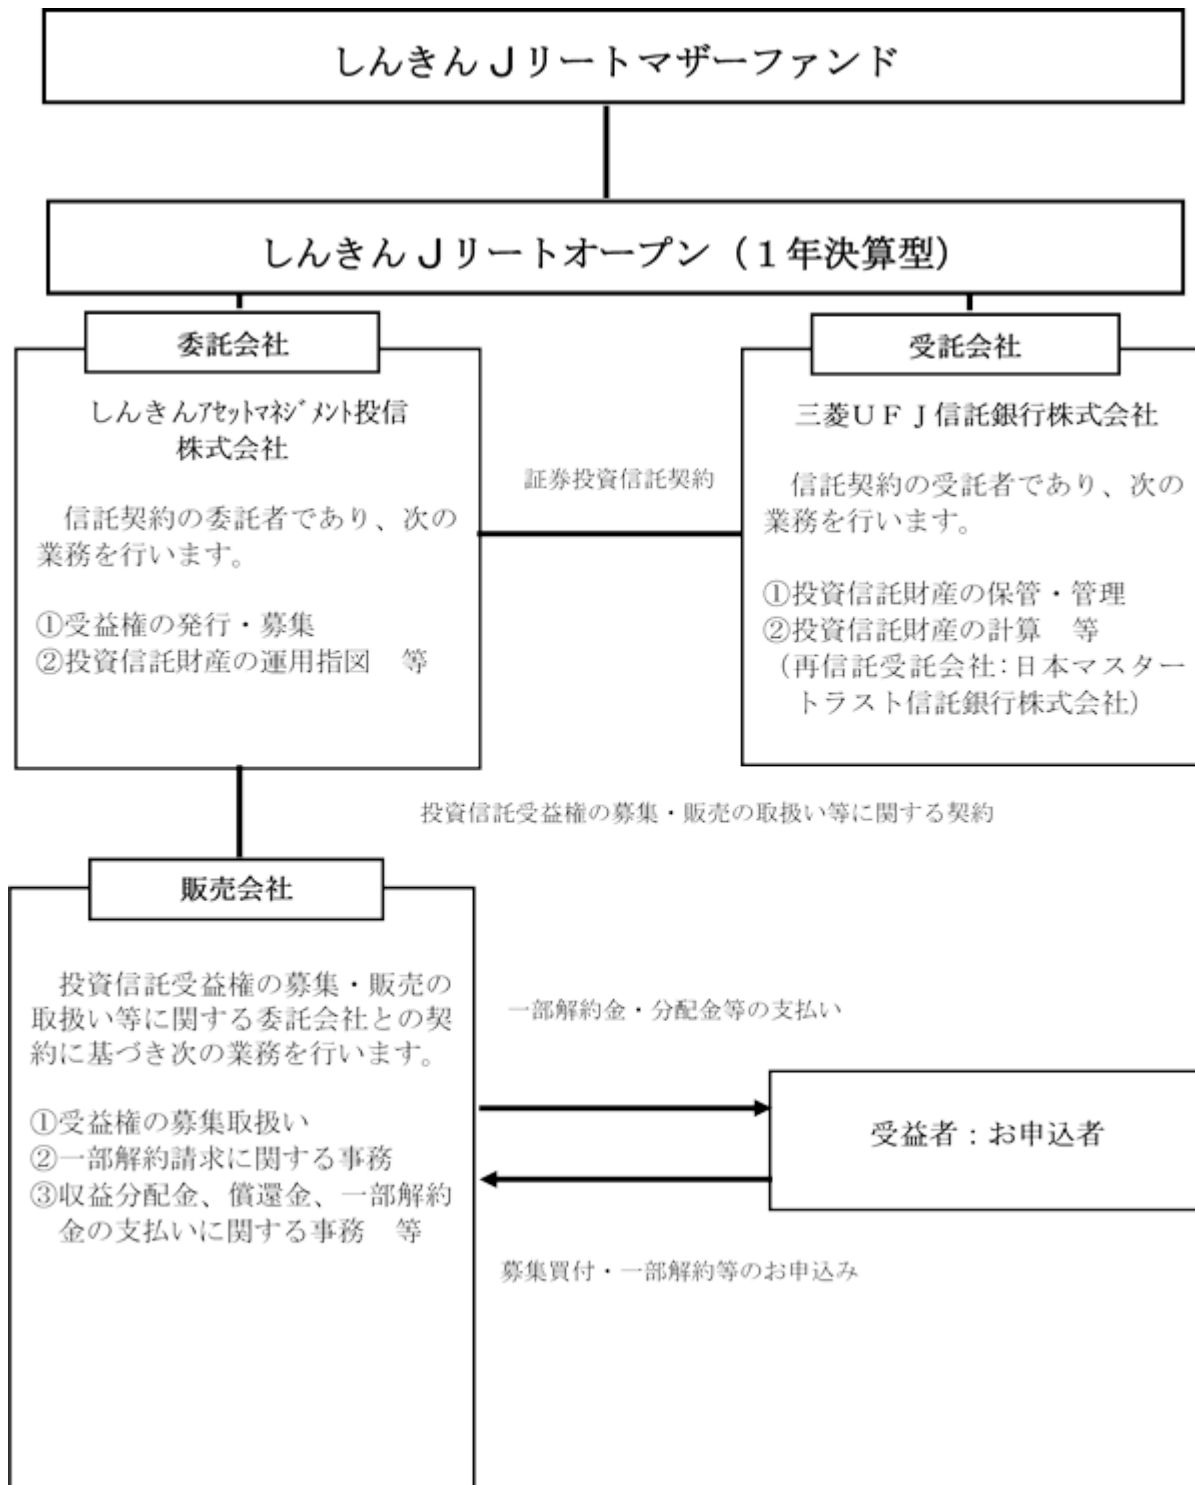 しんきんＪリートマザーファンド
しんきんＪリートオープン（１年決算型）
委託会社
しんきんｱｾｯﾄﾏﾈｼﾞﾒﾝﾄ投信
株式会社
信託契約の委託者であり、次の
業務を行います。
①受益権の発行・募集
②投資信託財産の運用指図　等
証券投資信託契約
受託会社
三菱ＵＦＪ信託銀行株式会社
信託契約の受託者であり、次の
業務を行います。
①投資信託財産の保管・管理
②投資信託財産の計算　等
（再信託受託会社：日本マスター
トラスト信託銀行株式会社）
投資信託受益権の募集・販売の取扱い等に関する契約
販売会社
投資信託受益権の募集・販売の
取扱い等に関する委託会社との契
約に基づき次の業務を行います。
①受益権の募集取扱い
②一部解約請求に関する事務
③収益分配金、償還金、一部解約
金の支払いに関する事務　等
一部解約金・分配金等の支払い
受益者：お申込者
募集買付・一部解約等のお申込み